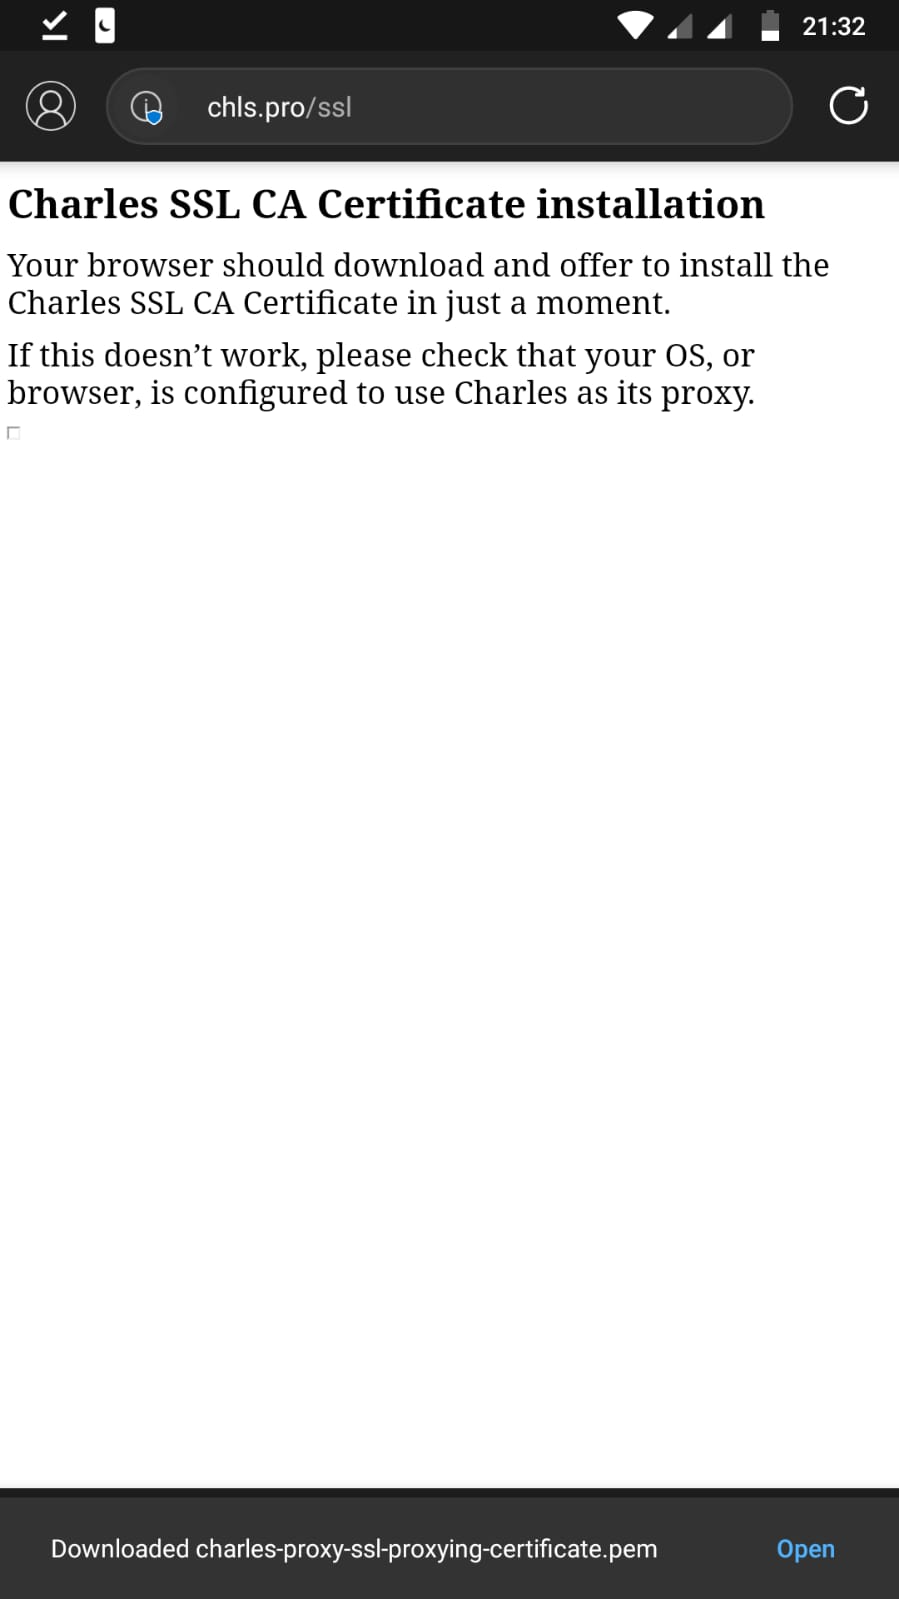 21:32
chls.pro/ssl
Charles SSL CA Certificate installation
Your browser should download and offer to install the
Charles SSL CA Certificate in just a moment.
If this doesn’t work, please check that your OS, or
browser, is configured to use Charles as its proxy.
Downloaded charles-proxy-ssl-proxying-certificate.pem Open